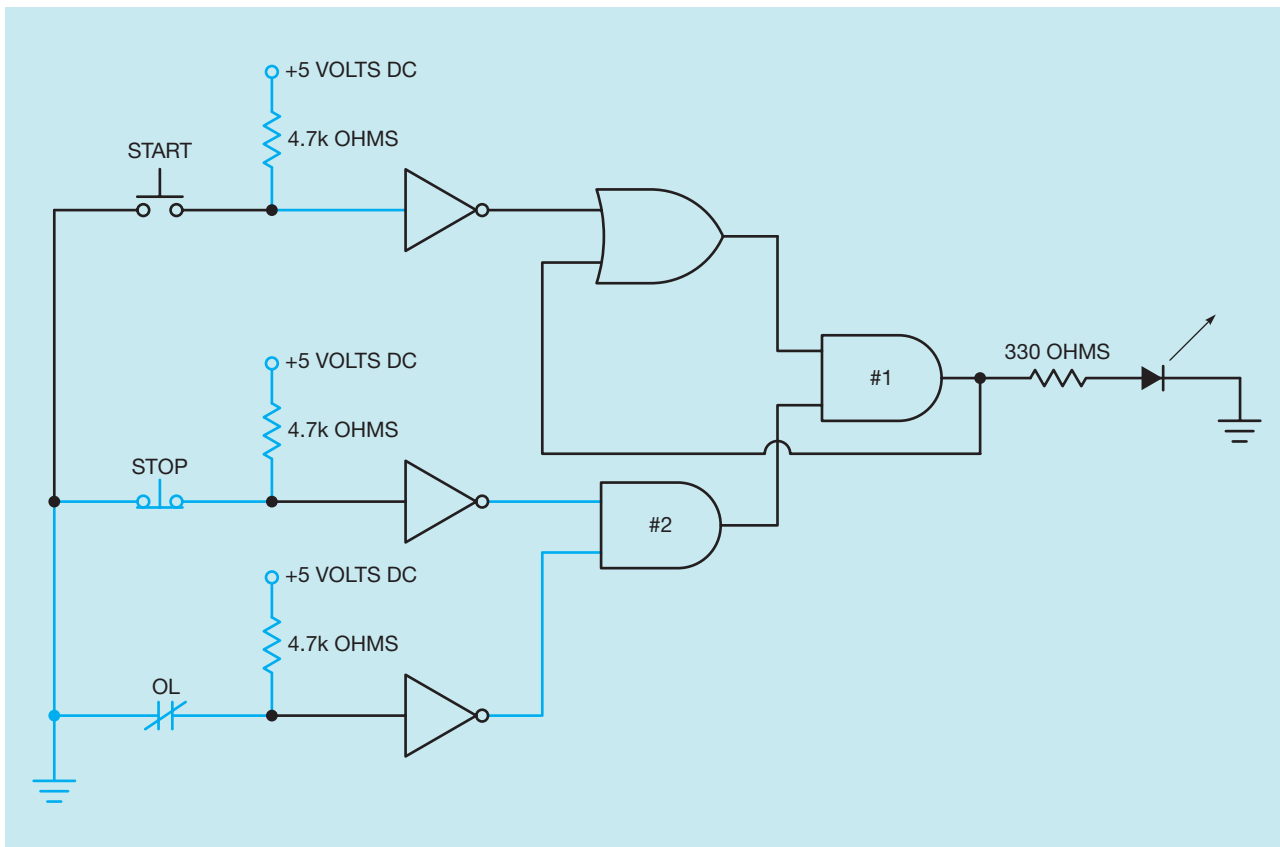 +5 VOLTS DC
4.7k OHMS
START
+5 VOLTS DC
4.7k OHMS
330 OHMS
#1
STOP
#2
+5 VOLTS DC
4.7k OHMS
OL